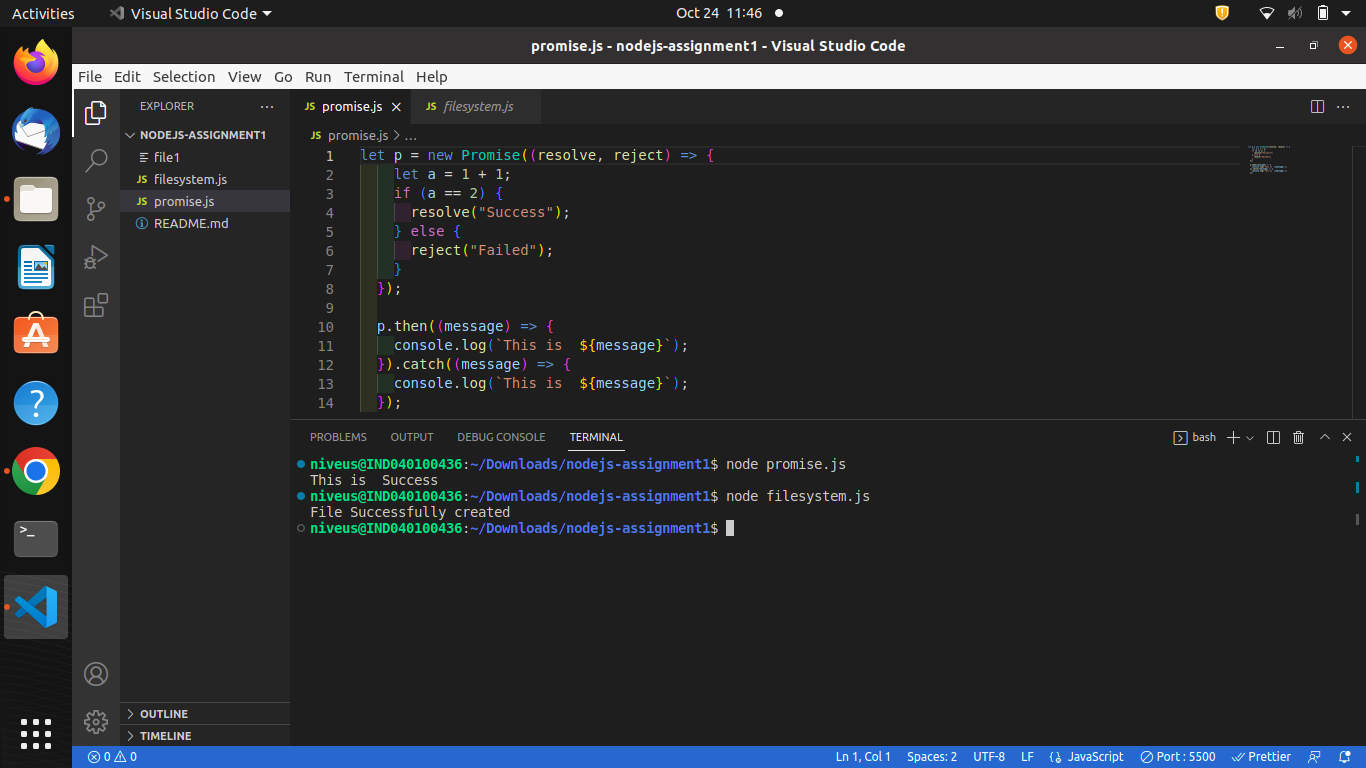 Activities Visual Studio Code Oct 24 11:46
promise.js - nodejs-assignment1 - Visual Studio Code
File Edit Selection View Go Run Terminal Help
EXPLORER ...
NODEJS-ASSIGNMENT1
file1
JS filesystem.js
JS promise.js
README.md
OUTLINE
TIMELINE
JS promise.js JS filesystem.js
JS promise.js > ...
1 let p = new Promise((resolve, reject) => {
2     let a = 1 + 1;
3     if (a == 2) {
4       resolve("Success");
5     } else {
6       reject("Failed");
7     }
8   });
9
10   p.then((message) => {
11     console.log(`This is  ${message}`);
12   }).catch((message) => {
13     console.log(`This is  ${message}`);
14   });
PROBLEMS OUTPUT DEBUG CONSOLE TERMINAL bash
niveus@IND040100436:~/Downloads/nodejs-assignment1$ node promise.js
This is  Success
niveus@IND040100436:~/Downloads/nodejs-assignment1$ node filesystem.js
File Successfully created
niveus@IND040100436:~/Downloads/nodejs-assignment1$
0 0 Ln 1, Col 1 Spaces: 2 UTF-8 LF {} JavaScript Port : 5500 Prettier